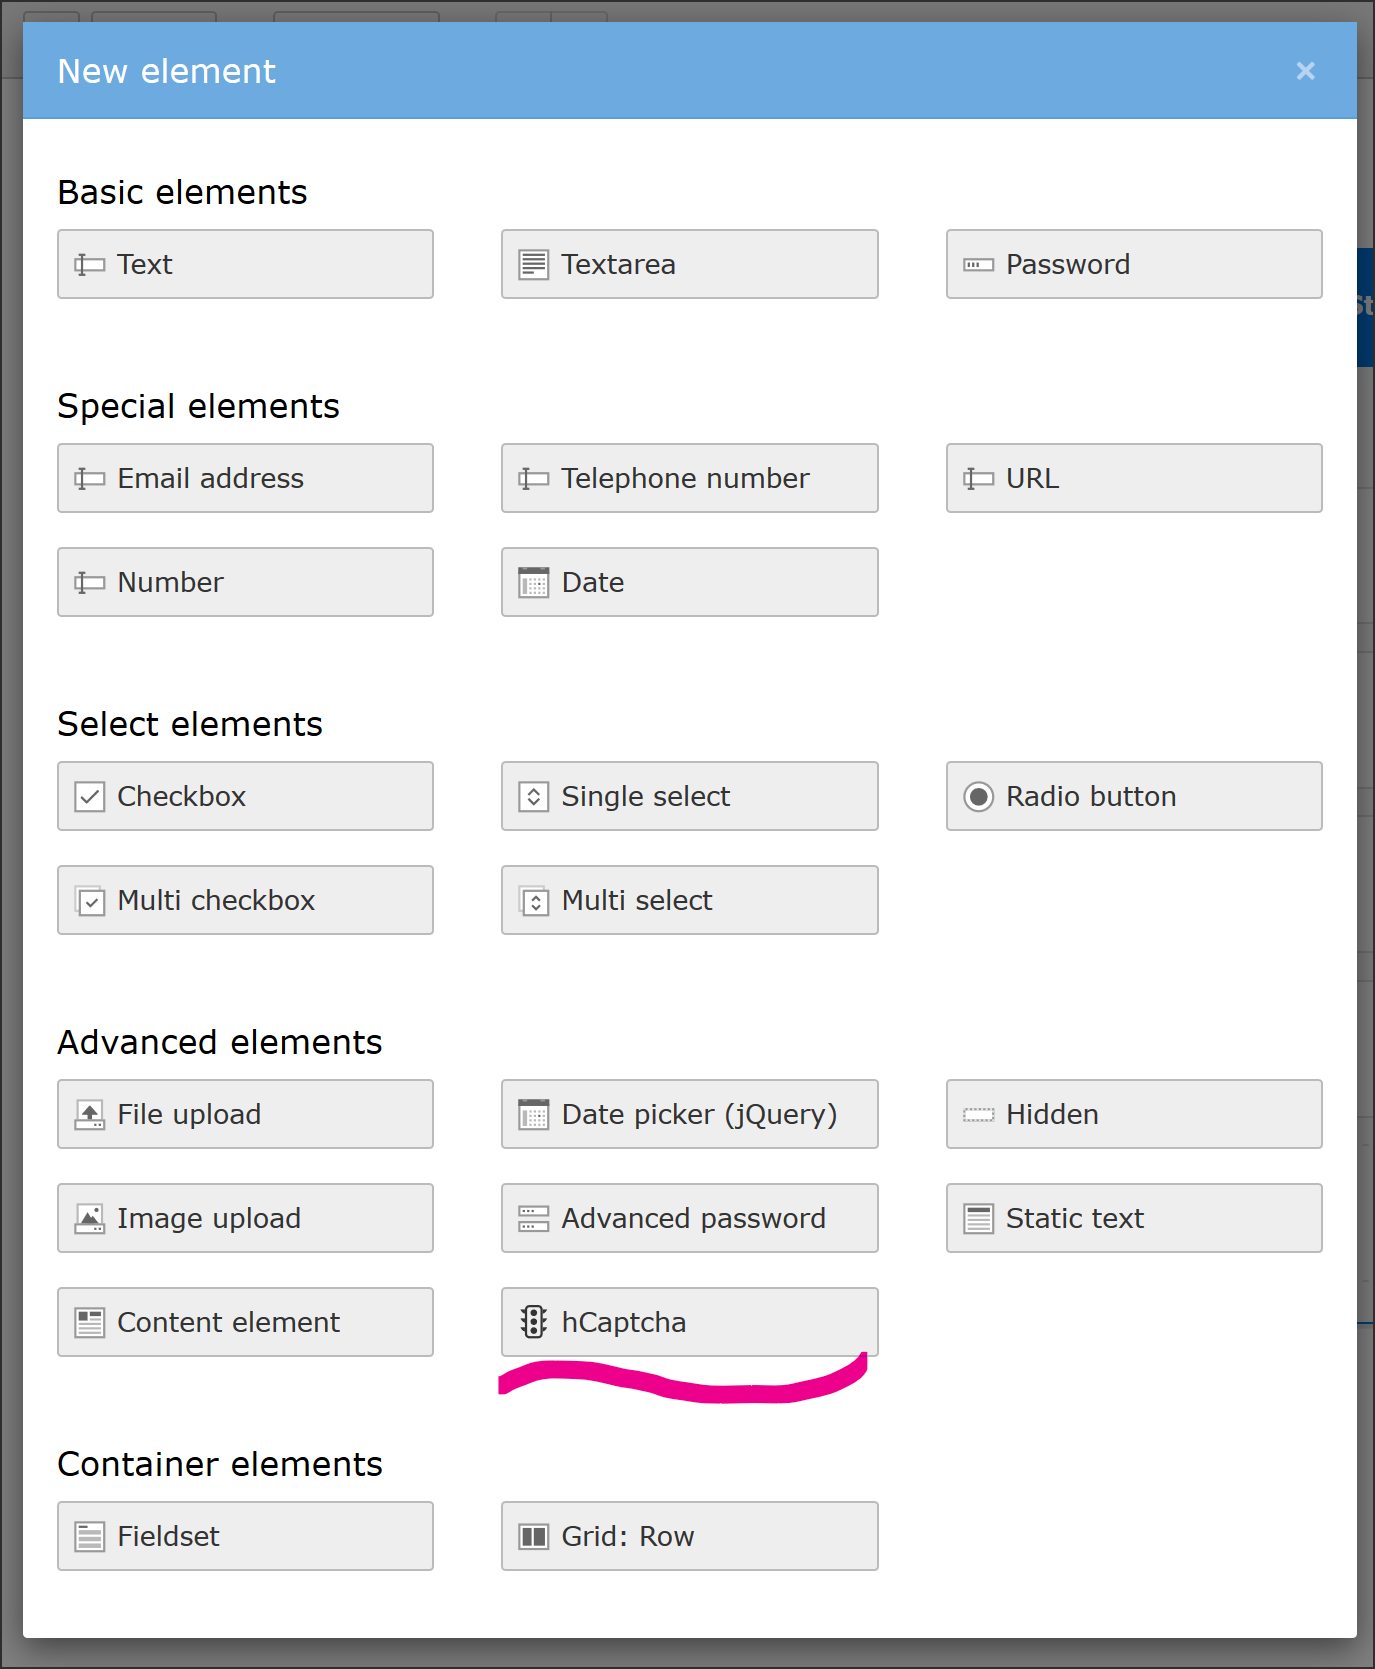 New element
×
Basic elements
Text
Textarea
Password
St
Special elements
Email address
Telephone number
URL
Number
Date
Select elements
Checkbox
Single select
Radio button
Multi checkbox
Multi select
Advanced elements
File upload
Date picker (jQuery)
Hidden
Image upload
Advanced password
Static text
Content element
hCaptcha
Container elements
Fieldset
Grid: Row